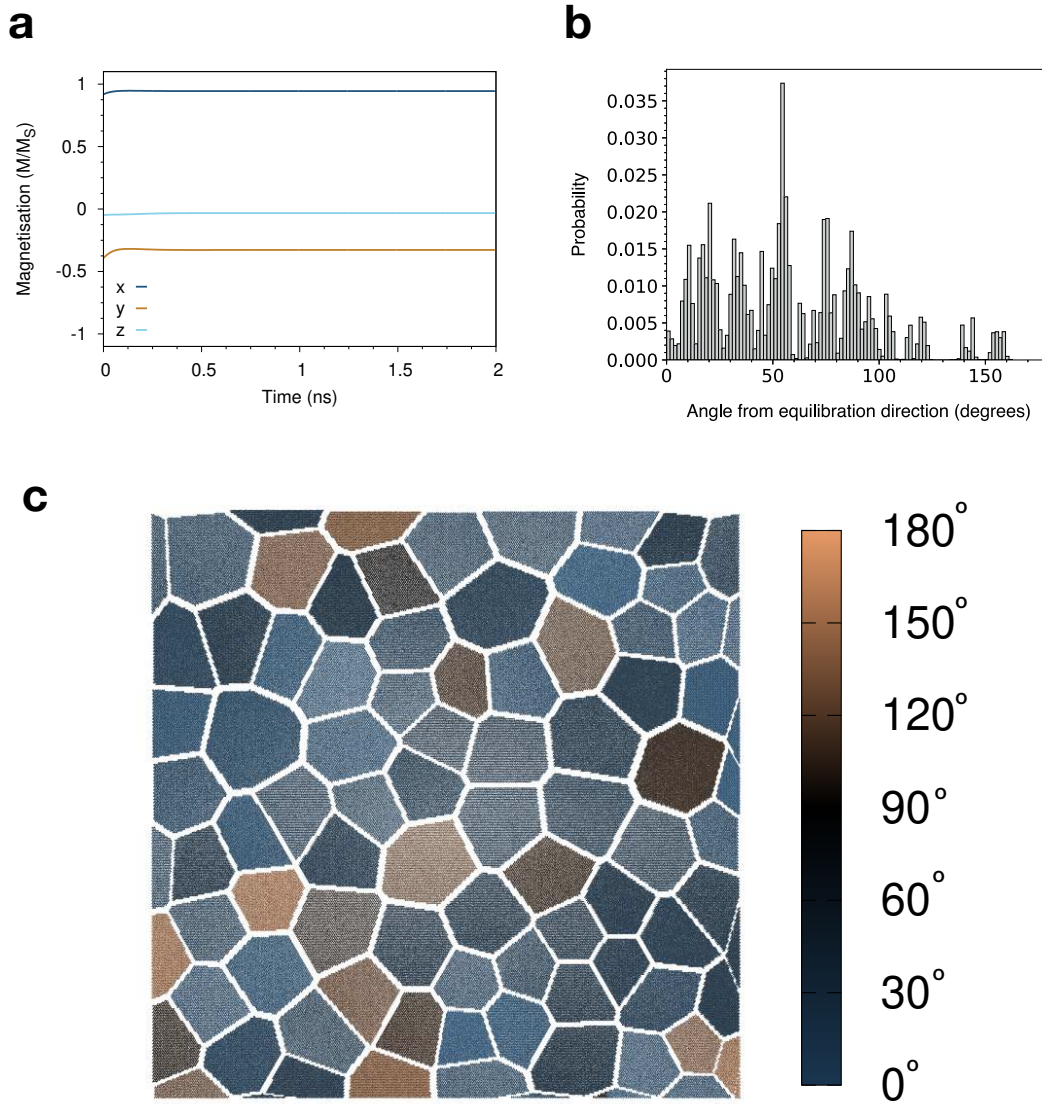 a
1
0.5
0
-0.5
-1
Magnetisation (M/M_S)
x
y
z
0 0.5 1 1.5 2
Time (ns)
b
0.035
0.030
0.025
0.020
0.015
0.010
0.005
0.000
Probability
0 50 100 150
Angle from equilibration direction (degrees)
c
180°
150°
120°
90°
60°
30°
0°